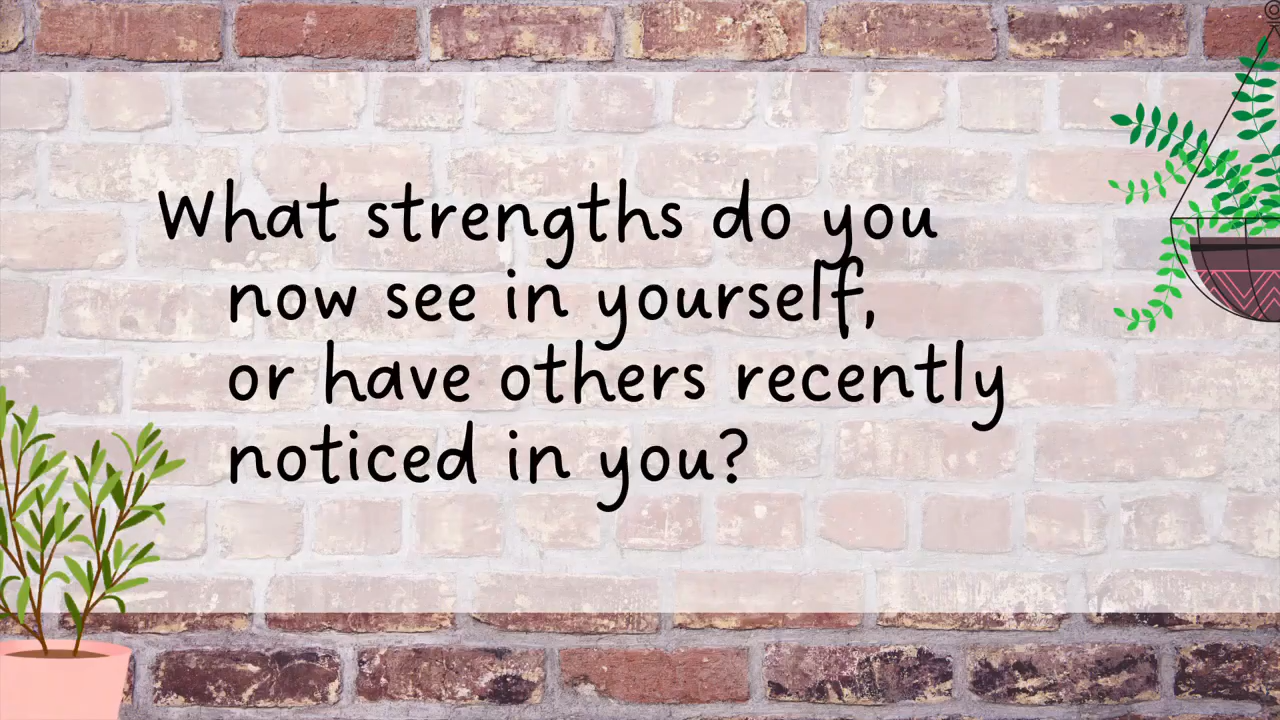 What strengths do you
now see in yourself,
or have others recently
noticed in you?